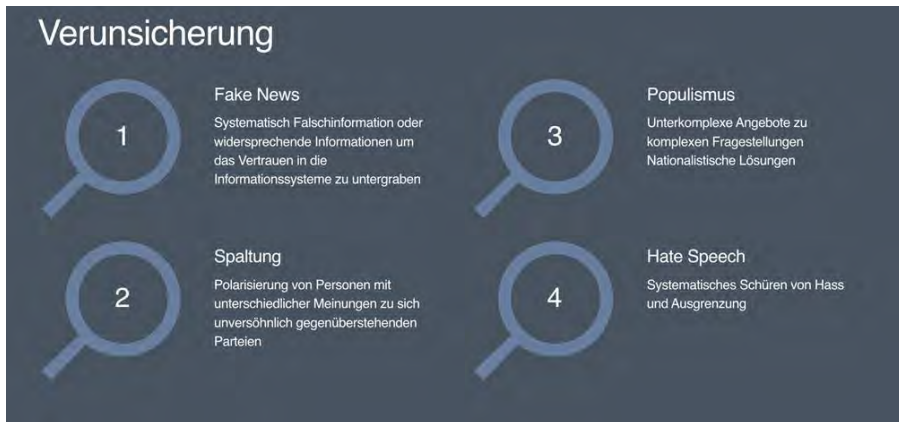 Verunsicherung
1
Fake News
Systematisch Falschinformation oder
widersprechende Informationen um
das Vertrauen in die
Informationssysteme zu untergraben
2
Spaltung
Polarisierung von Personen mit
unterschiedlicher Meinungen zu sich
unversöhnlich gegenüberstehenden
Parteien
3
Populismus
Unterkomplexe Angebote zu
komplexen Fragestellungen
Nationalistische Lösungen
4
Hate Speech
Systematisches Schüren von Hass
und Ausgrenzung